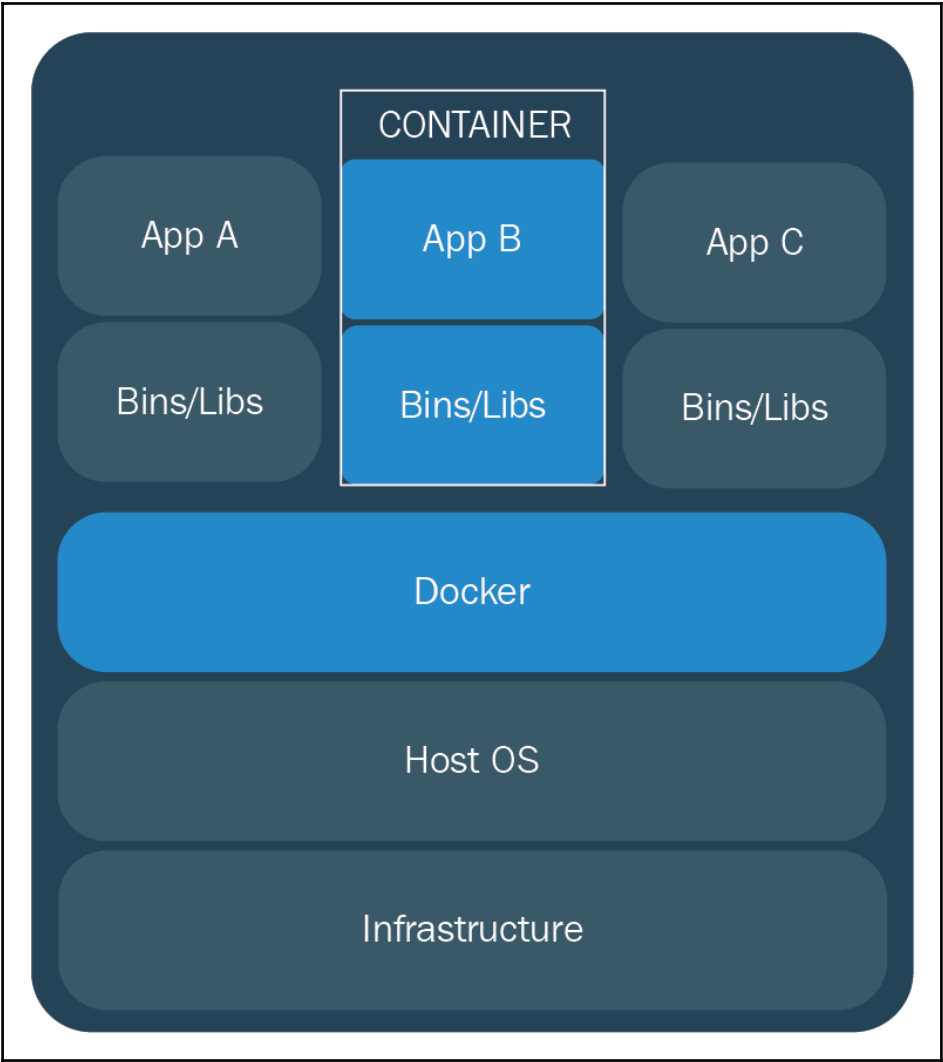 CONTAINER
App A
App B
App C
Bins/Libs
Bins/Libs
Bins/Libs
Docker
Host OS
Infrastructure